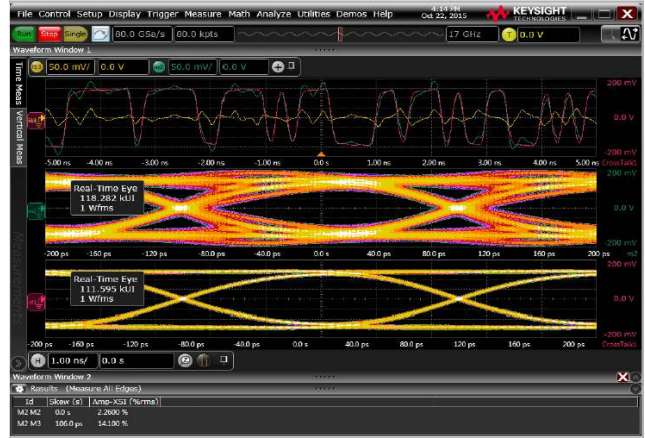 File Control Setup Display Trigger Measure Math Analyze Utilities Demos Help
4:14 PM
Oct 22, 2015
KEYSIGHT
TECHNOLOGIES
Run Stop Single 80.0 GSa/s 80.0 kpts 17 GHz T 0.0 V
Waveform Window 1
Time Meas
Vertical Meas
Measurements
50.0 mV/ 0.0 V m2 50.0 mV/ 0.0 V
200 mV
0.0 V
-200 mV
-5.00 ns -4.00 ns -3.00 ns -2.00 ns -1.00 ns 0.0 s 1.00 ns 2.00 ns 3.00 ns 4.00 ns 5.00 ns
200 mV
Real-Time Eye
118.282 kUI
1 Wfms
0.0 V
-200 mV
-200 ps -160 ps -120 ps -80.0 ps -40.0 ps 0.0 s 40.0 ps 80.0 ps 120 ps 160 ps 200 ps m2
200 mV
Real-Time Eye
111.595 kUI
1 Wfms
0.0 V
-200 mV
-200 ps -160 ps -120 ps -80.0 ps -40.0 ps 0.0 s 40.0 ps 80.0 ps 120 ps 160 ps 200 ps
H 1.00 ns/ 0.0 s
Waveform Window 2
Results (Measure All Edges)
Id Skew (s) Amp-XSI (%rms)
M2 M2 0.0 s 2.2600 %
M2 M3 106.0 ps 14.100 %